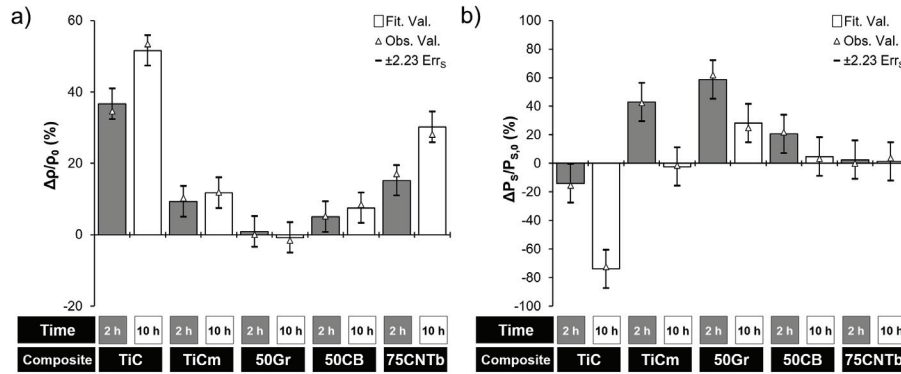 a)
60
40
20
0
-20
Δρ/ρ₀ (%)
Fit. Val.
Obs. Val.
±2.23 Errₛ
Time 2 h 10 h 2 h 10 h 2 h 10 h 2 h 10 h 2 h 10 h
Composite TiC TiCm 50Gr 50CB 75CNTb
b)
100
80
60
40
20
0
-20
-40
-60
-80
-100
ΔPₛ/Pₛ,₀ (%)
Fit. Val.
Obs. Val.
±2.23 Errₛ
Time 2 h 10 h 2 h 10 h 2 h 10 h 2 h 10 h 2 h 10 h
Composite TiC TiCm 50Gr 50CB 75CNTb